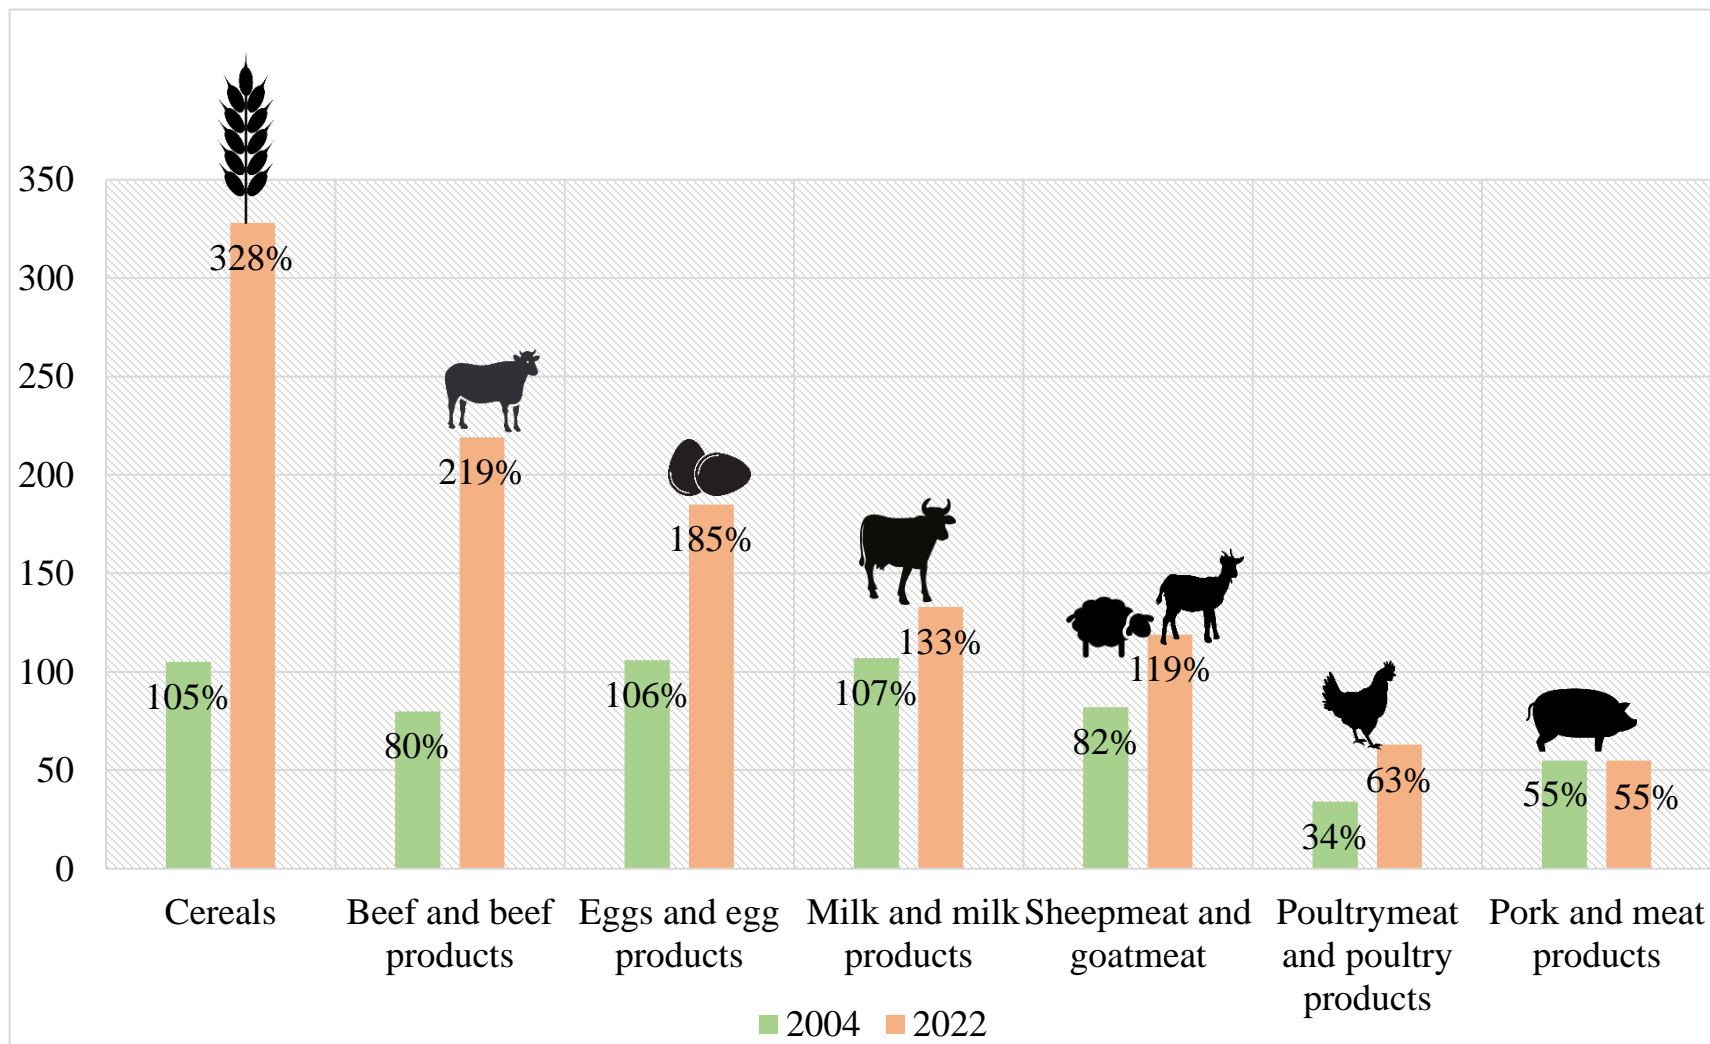 350
300
250
200
150
100
50
0
328%
219%
185%
133%
119%
105%
106%
107%
80%
82%
63%
55%
55%
34%
Cereals
Beef and beef
products
Eggs and egg
products
Milk and milk
products
Sheepmeat and
goatmeat
Poultrymeat
and poultry
products
Pork and meat
products
2004
2022